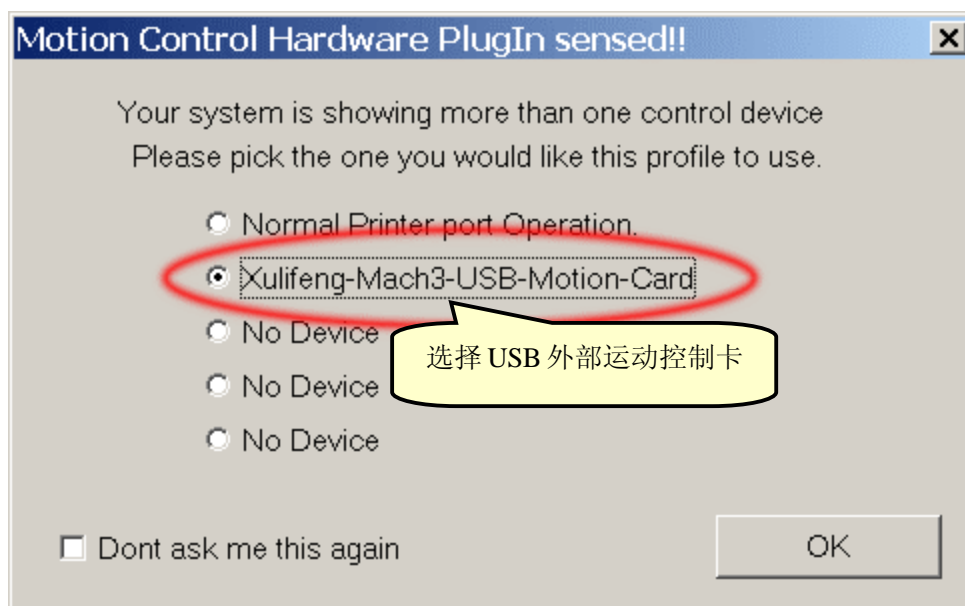 Motion Control Hardware PlugIn sensed!!
Your system is showing more than one control device
Please pick the one you would like this profile to use.
Normal Printer port Operation.
Xulifeng-Mach3-USB-Motion-Card
No Device
选择 USB 外部运动控制卡
No Device
No Device
Dont ask me this again
OK